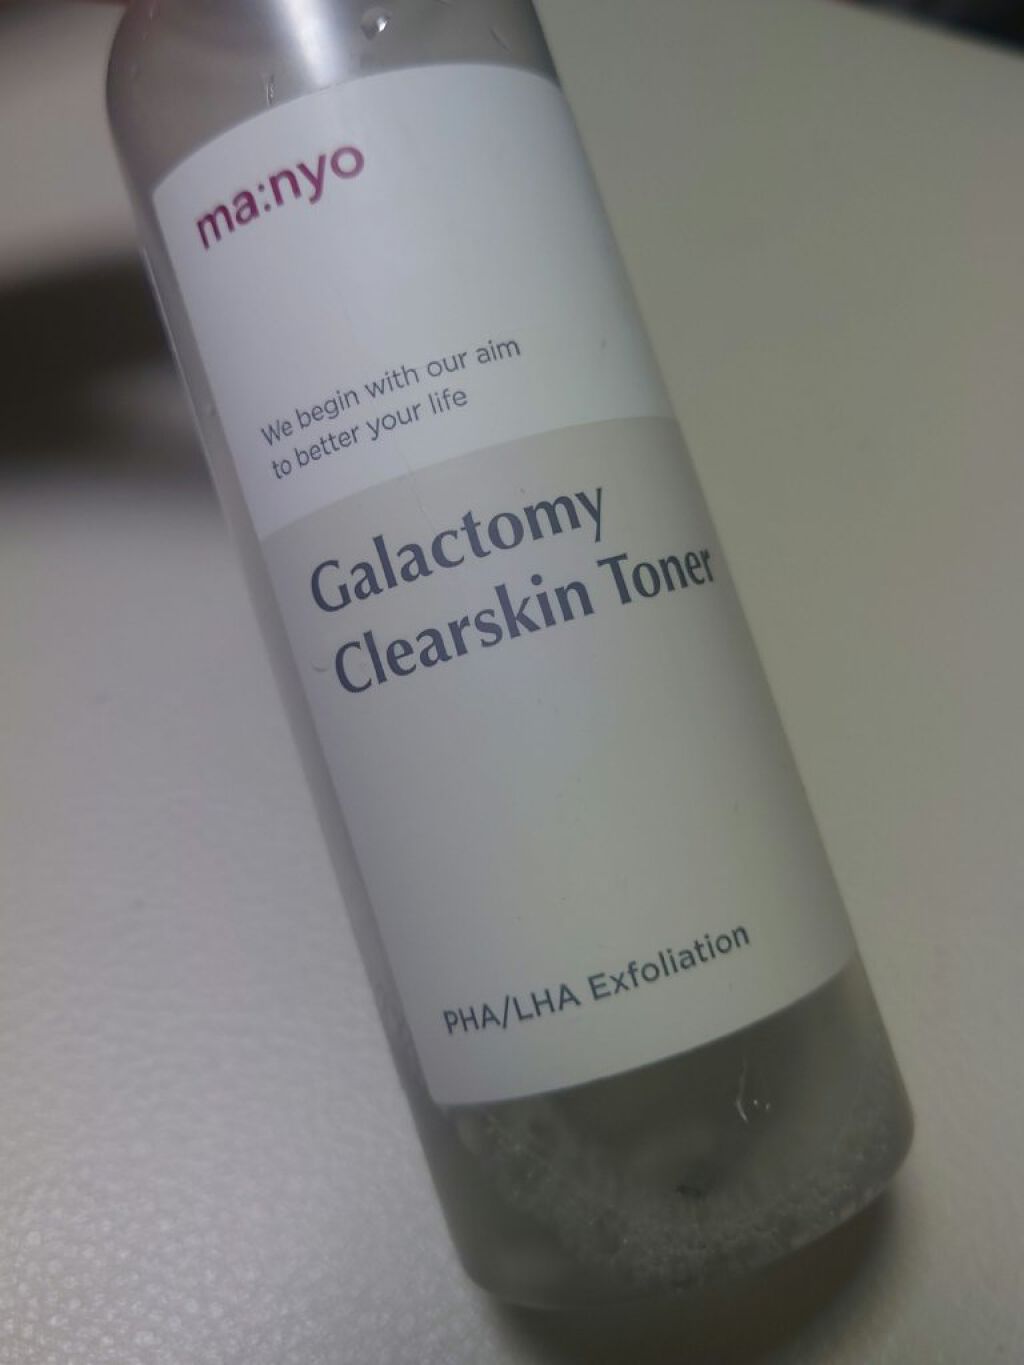 ma:nyo
We begin with our aim
to better your life
Galactomy
Clearskin Toner
PHA/LHA Exfoliation